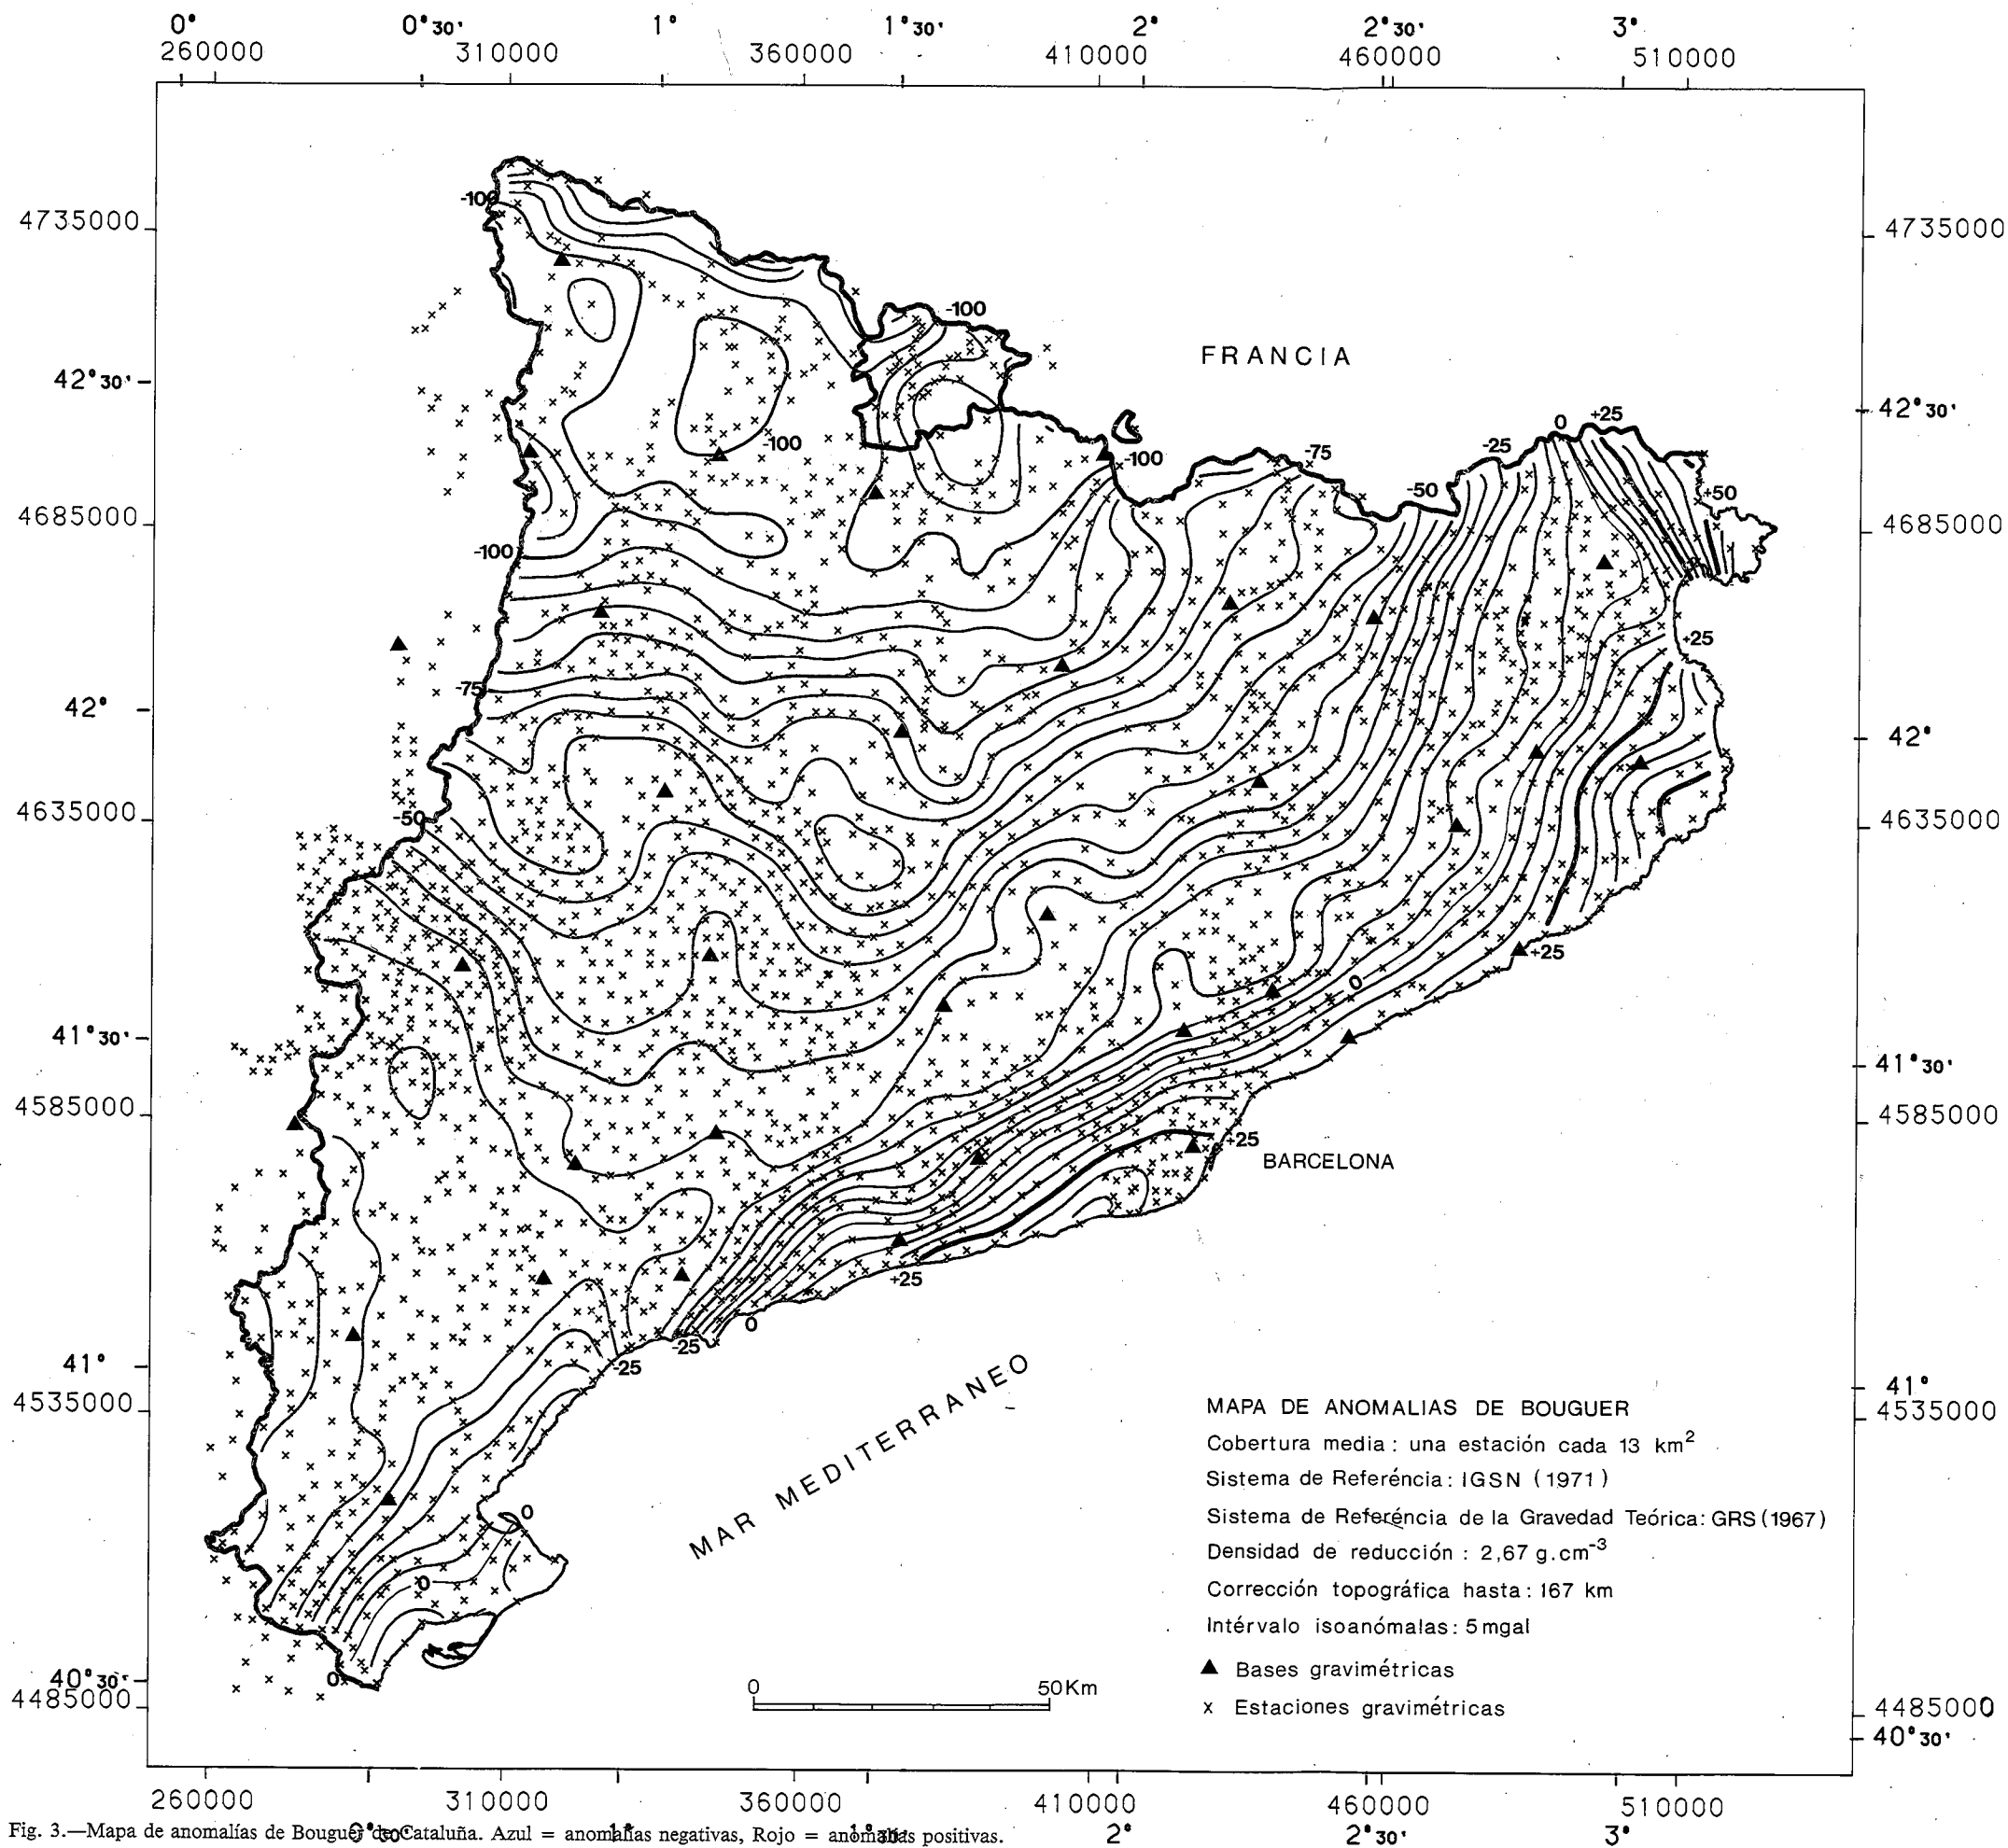 0° 0°30' 1° 1°30' 2° 2°30' 3°
260000 310000 360000 410000 460000 510000
-100
4735000 4735000
-100
FRANCIA
42°30' 42°30'
0 +25
-100 -100 -75 -25
-50 +50
4685000 4685000
-100
+25
-75
42° 42°
-50
4635000 4635000
+25
0
41°30' 41°30'
4585000 4585000
+25
BARCELONA
+25
0
-25 -25
41° 41°
4535000 4535000
MAR MEDITERRANEO
MAPA DE ANOMALIAS DE BOUGUER
Cobertura media : una estación cada 13 km²
Sistema de Referéncia: IGSN (1971)
0
Sistema de Referéncia de la Gravedad Teórica: GRS (1967)
Densidad de reducción : 2,67 g.cm⁻³
0
Corrección topográfica hasta: 167 km
Intérvalo isoanómalas: 5 mgal
0
▲ Bases gravimétricas
40°30'
0 50 Km
4485000 4485000
x Estaciones gravimétricas
40°30'
260000 310000 360000 410000 460000 510000
0°30' 1° 1°30' 2° 2°30' 3°
Fig. 3.—Mapa de anomalías de Bouguer de Cataluña. Azul = anomalías negativas, Rojo = anomalías positivas.